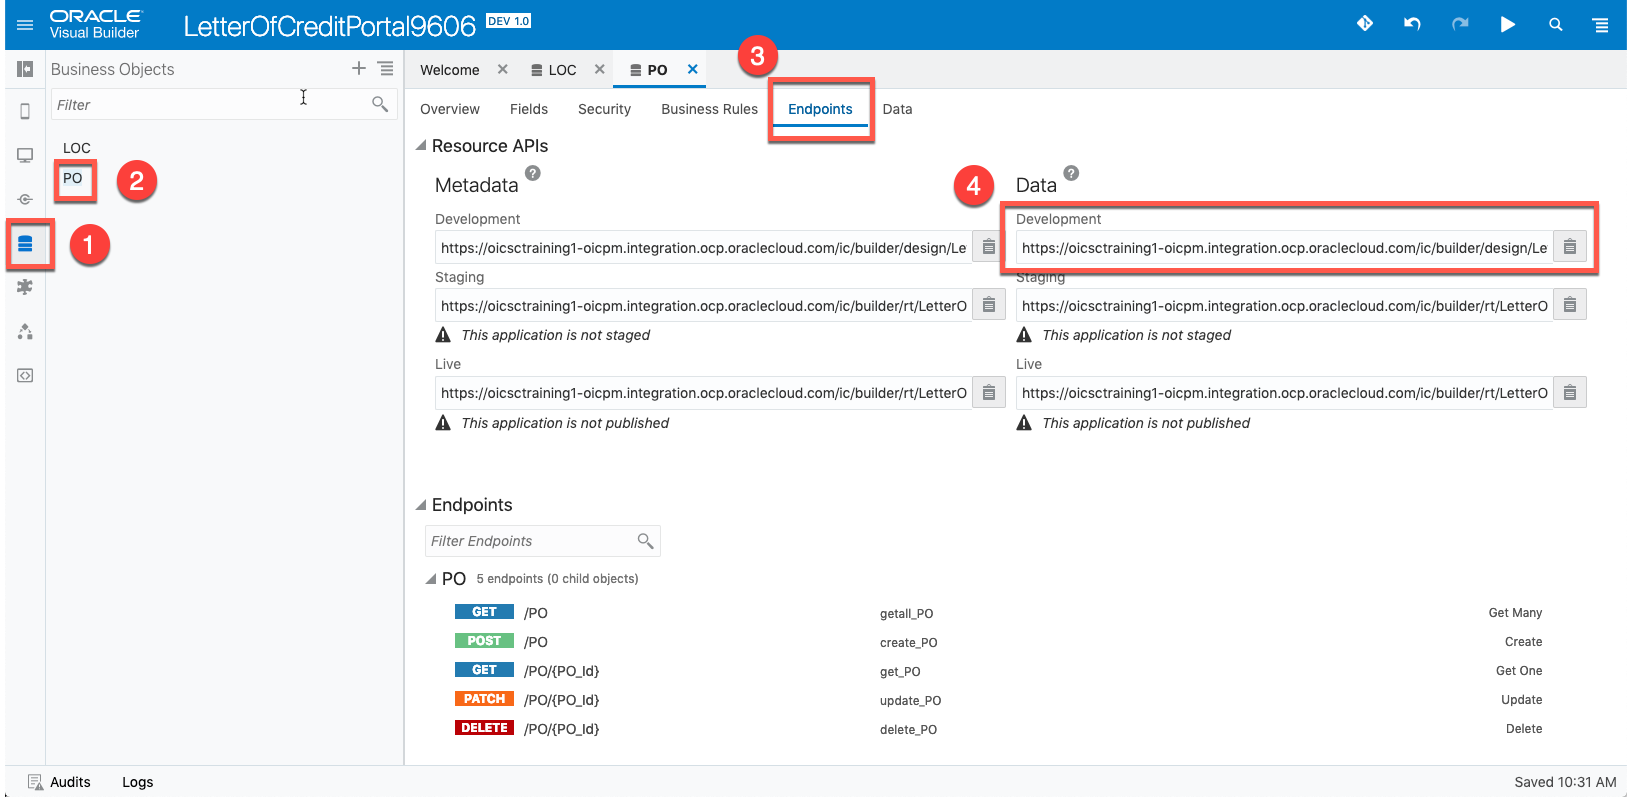 ORACLE
Visual Builder
LetterOfCreditPortal9606 DEV 1.0
Business Objects
Filter
LOC
PO
2
1
Welcome
LOC
PO
3
Overview Fields Security Business Rules Endpoints Data
Resource APIs
Metadata ?
4
Data ?
Development
https://oicsctraining1-oicpm.integration.ocp.oraclecloud.com/ic/builder/design/Le
Staging
https://oicsctraining1-oicpm.integration.ocp.oraclecloud.com/ic/builder/rt/LetterO
This application is not staged
Live
https://oicsctraining1-oicpm.integration.ocp.oraclecloud.com/ic/builder/rt/LetterO
This application is not published
Development
https://oicsctraining1-oicpm.integration.ocp.oraclecloud.com/ic/builder/design/Le
Staging
https://oicsctraining1-oicpm.integration.ocp.oraclecloud.com/ic/builder/rt/LetterO
This application is not staged
Live
https://oicsctraining1-oicpm.integration.ocp.oraclecloud.com/ic/builder/rt/LetterO
This application is not published
Endpoints
Filter Endpoints
PO 5 endpoints (0 child objects)
GET /PO getall_PO Get Many
POST /PO create_PO Create
GET /PO/{PO_Id} get_PO Get One
PATCH /PO/{PO_Id} update_PO Update
DELETE /PO/{PO_Id} delete_PO Delete
Audits Logs Saved 10:31 AM